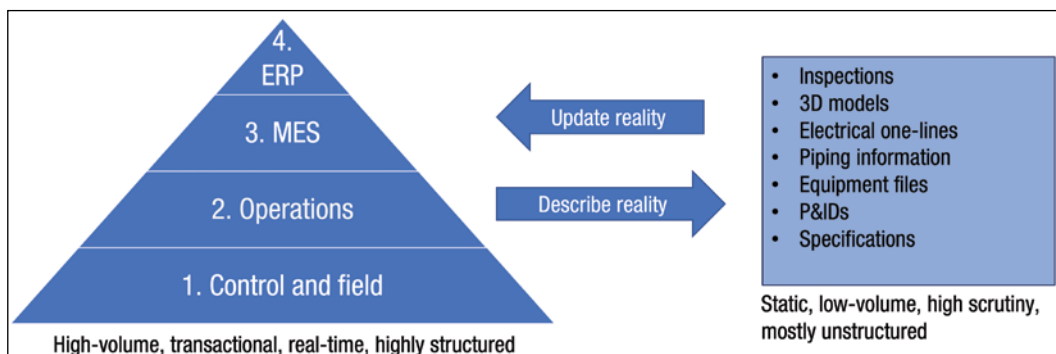 4.
ERP
3. MES
2. Operations
1. Control and field
High-volume, transactional, real-time, highly structured
Update reality
Describe reality
• Inspections
• 3D models
• Electrical one-lines
• Piping information
• Equipment files
• P&IDs
• Specifications
Static, low-volume, high scrutiny,
mostly unstructured